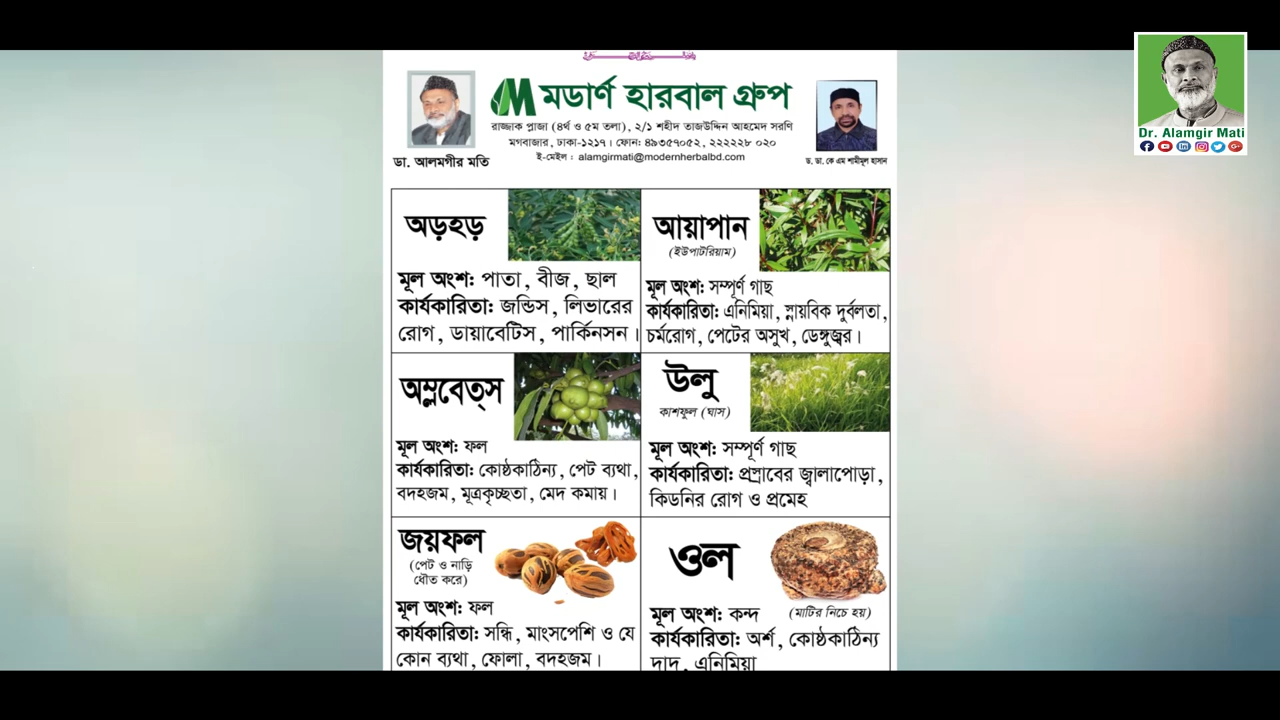 মডার্ণ হারবাল গ্রুপ
রাজ্জাক প্লাজা (৪র্থ ও ৫ম তলা), ২/১ শহীদ তাজউদ্দিন আহমেদ সরণি
মগবাজার, ঢাকা-১২১৭। ফোন: ৪৯৩৫৭০৫২, ২২২২২৮ ০২০
ই-মেইল : alamgirmati@modernherbalbd.com
ডা. আলমগীর মতি
ড. ডা. কে এম শামীমুল হাসান
Dr. Alamgir Mati
অড়হড়
মূল অংশ: পাতা, বীজ, ছাল
কার্যকারিতা: জন্ডিস, লিভারের
রোগ, ডায়াবেটিস, পার্কিনসন।
আয়াপান
(ইউপাটরিয়াম)
মূল অংশ: সম্পূর্ণ গাছ
কার্যকারিতা: এনিমিয়া, স্নায়বিক দুর্বলতা,
চর্মরোগ, পেটের অসুখ, ডেঙ্গুজ্বর।
অম্লবেত্স
মূল অংশ: ফল
কার্যকারিতা: কোষ্ঠকাঠিন্য, পেট ব্যথা,
বদহজম, মূত্রকৃচ্ছতা, মেদ কমায়।
উলু
কাশফুল (ঘাস)
মূল অংশ: সম্পূর্ণ গাছ
কার্যকারিতা: প্রস্রাবের জ্বালাপোড়া,
কিডনির রোগ ও প্রমেহ
জয়ফল
(পেট ও নাড়ি
ধৌত করে)
মূল অংশ: ফল
কার্যকারিতা: সন্ধি, মাংসপেশি ও যে
কোন ব্যথা, ফোলা, বদহজম।
ওল
মূল অংশ: কন্দ
(মাটির নিচে হয়)
কার্যকারিতা: অর্শ, কোষ্ঠকাঠিন্য
দাদ, এনিমিয়া